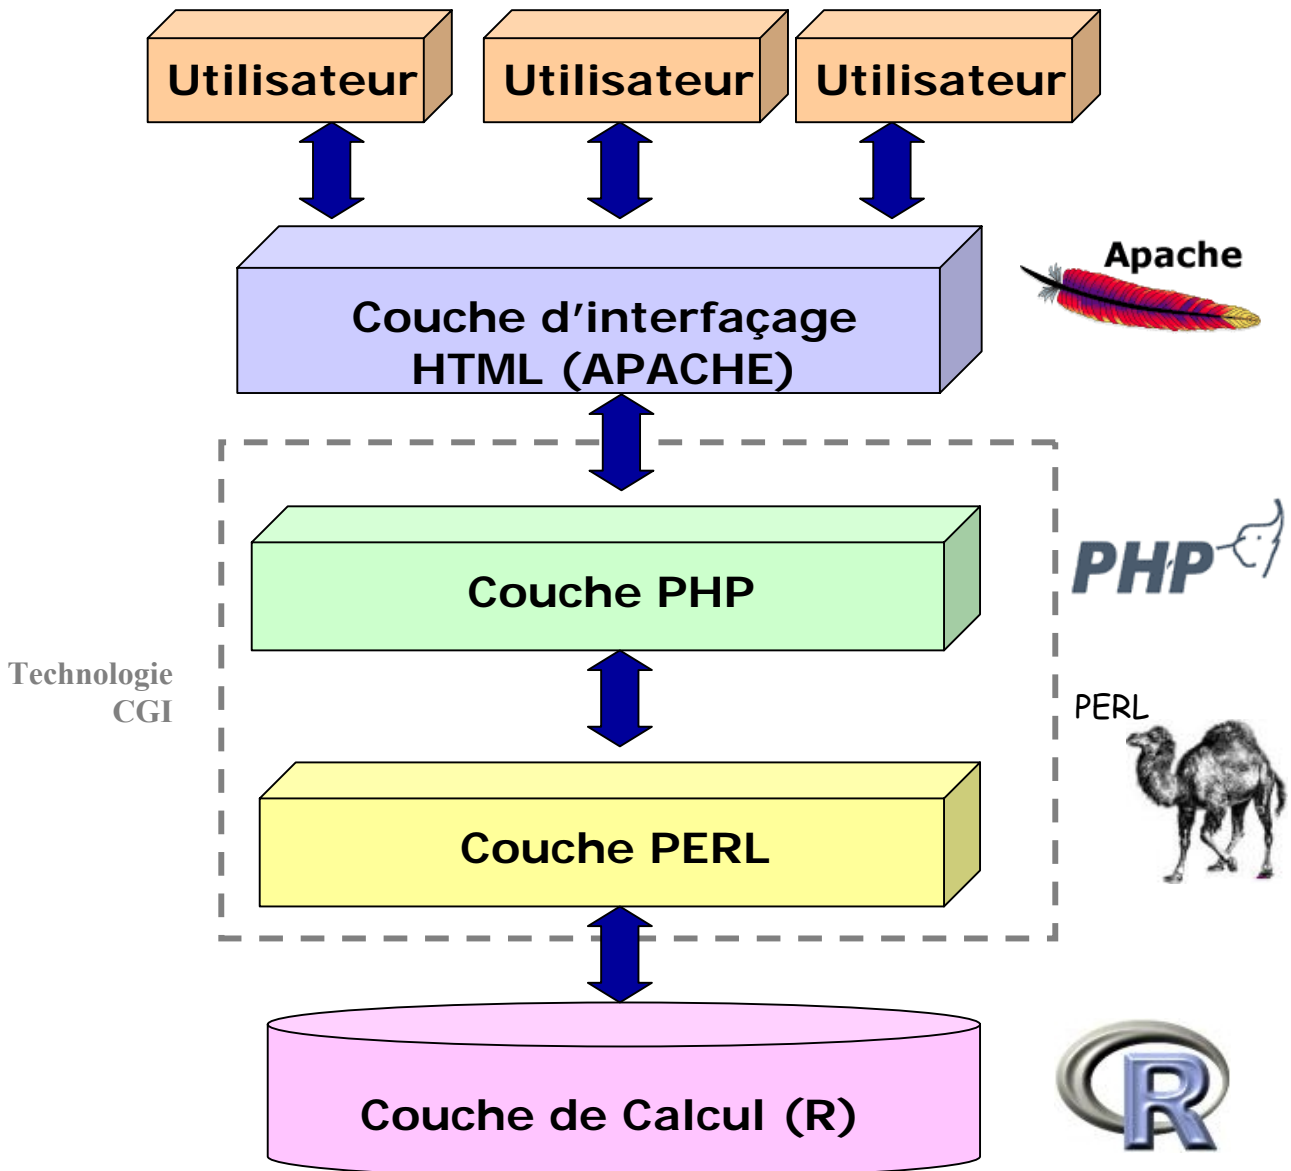 Utilisateur
Utilisateur
Utilisateur
Apache
Couche d'interfaçage
HTML (APACHE)
PHP
Couche PHP
Technologie
CGI
PERL
Couche PERL
Couche de Calcul (R)
R